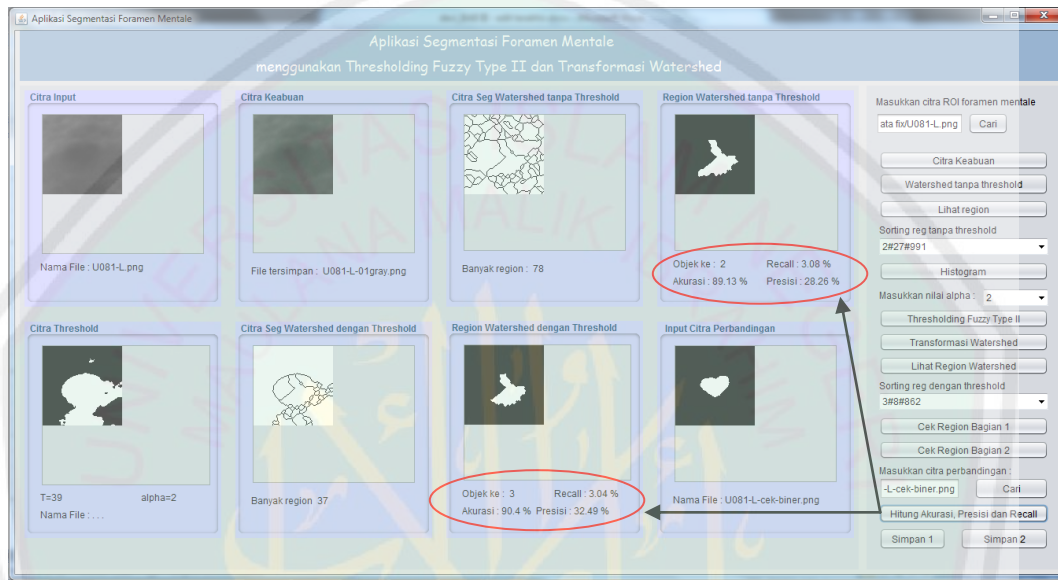 Aplikasi Segmentasi Foramen Mentale
Aplikasi Segmentasi Foramen Mentale
menggunakan Thresholding Fuzzy Type II dan Transformasi Watershed
Citra Input
Nama File : U081-L.png
Citra Keabuan
File tersimpan : U081-L-01gray.png
Citra Seg Watershed tanpa Threshold
Banyak region : 78
Region Watershed tanpa Threshold
Objek ke : 2 Recall : 3.08 %
Akurasi : 89.13 % Presisi : 28.26 %
Citra Threshold
T=39 alpha=2
Nama File : . . .
Citra Seg Watershed dengan Threshold
Banyak region 37
Region Watershed dengan Threshold
Objek ke : 3 Recall : 3.04 %
Akurasi : 90.4 % Presisi : 32.49 %
Input Citra Perbandingan
Nama File : U081-L-cek-biner.png
Masukkan citra ROI foramen mentale
ata fix/U081-L.png Cari
Citra Keabuan
Watershed tanpa threshold
Lihat region
Sorting reg tanpa threshold
2#27#991
Histogram
Masukkan nilai alpha : 2
Thresholding Fuzzy Type II
Transformasi Watershed
Lihat Region Watershed
Sorting reg dengan threshold
3#8#862
Cek Region Bagian 1
Cek Region Bagian 2
Masukkan citra perbandingan :
-L-cek-biner.png Cari
Hitung Akurasi, Presisi dan Recall
Simpan 1 Simpan 2